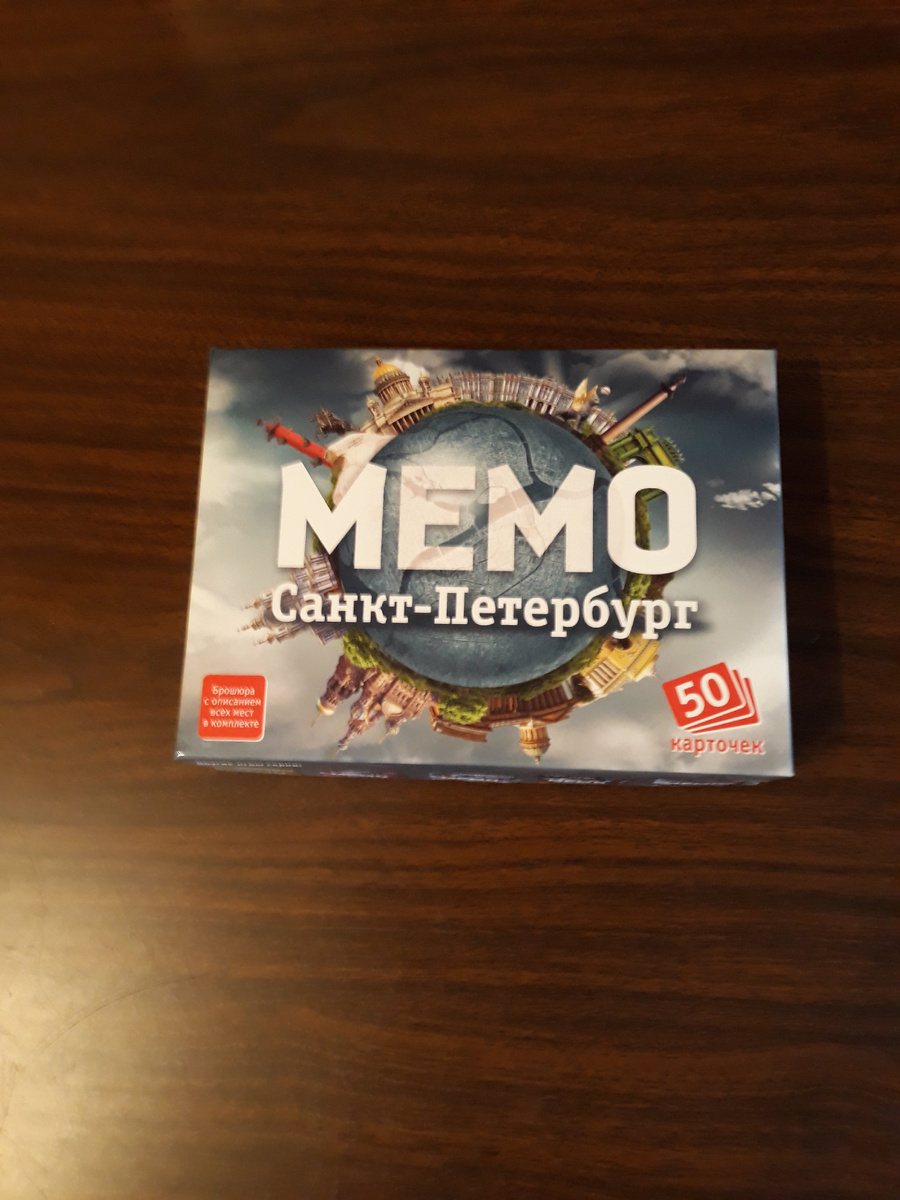 МЕМО
Санкт-Петербург
Брошюра
с описанием
всех мест
в комплекте
50
карточек